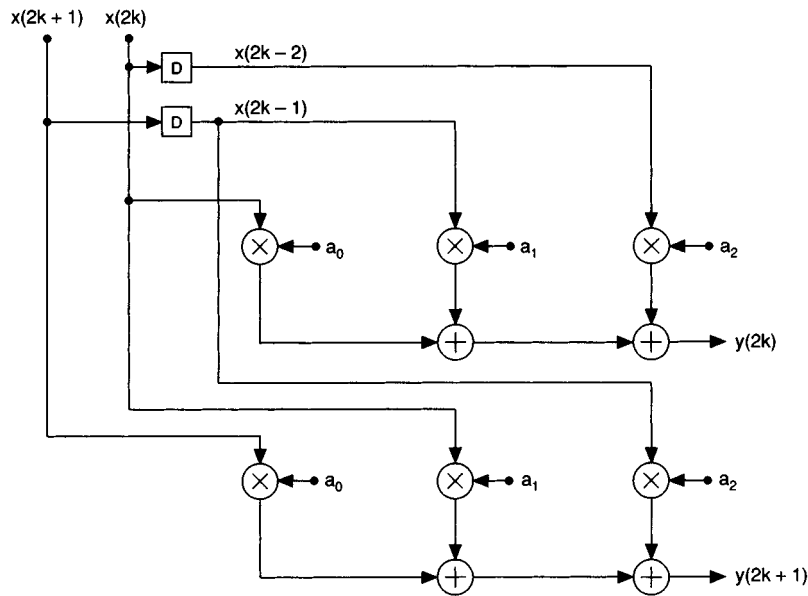 x(2k + 1) x(2k)
D x(2k – 2)
D x(2k – 1)
a0 a1 a2
y(2k)
a0 a1 a2
y(2k + 1)